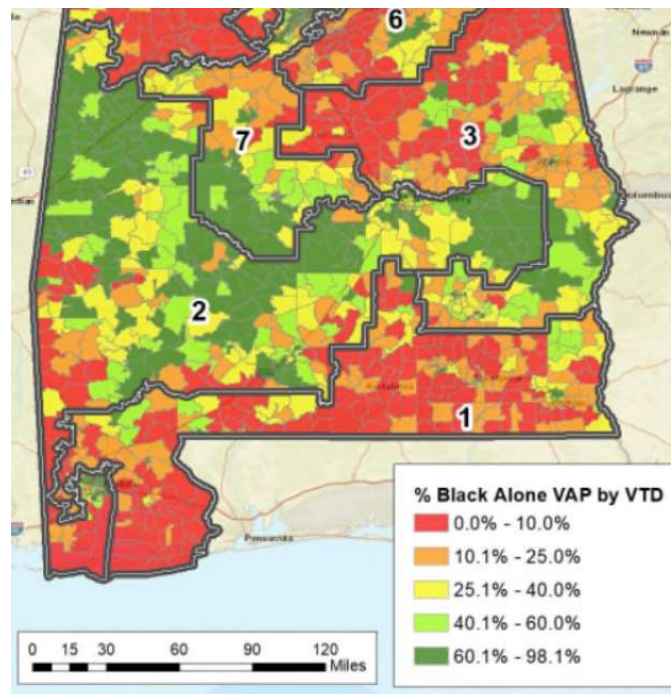 6
Newnan
Lagrange
7
3
Columbus
2
1
Pensacola
% Black Alone VAP by VTD
0.0% - 10.0%
10.1% - 25.0%
25.1% - 40.0%
40.1% - 60.0%
60.1% - 98.1%
0 15 30 60 90 120
Miles